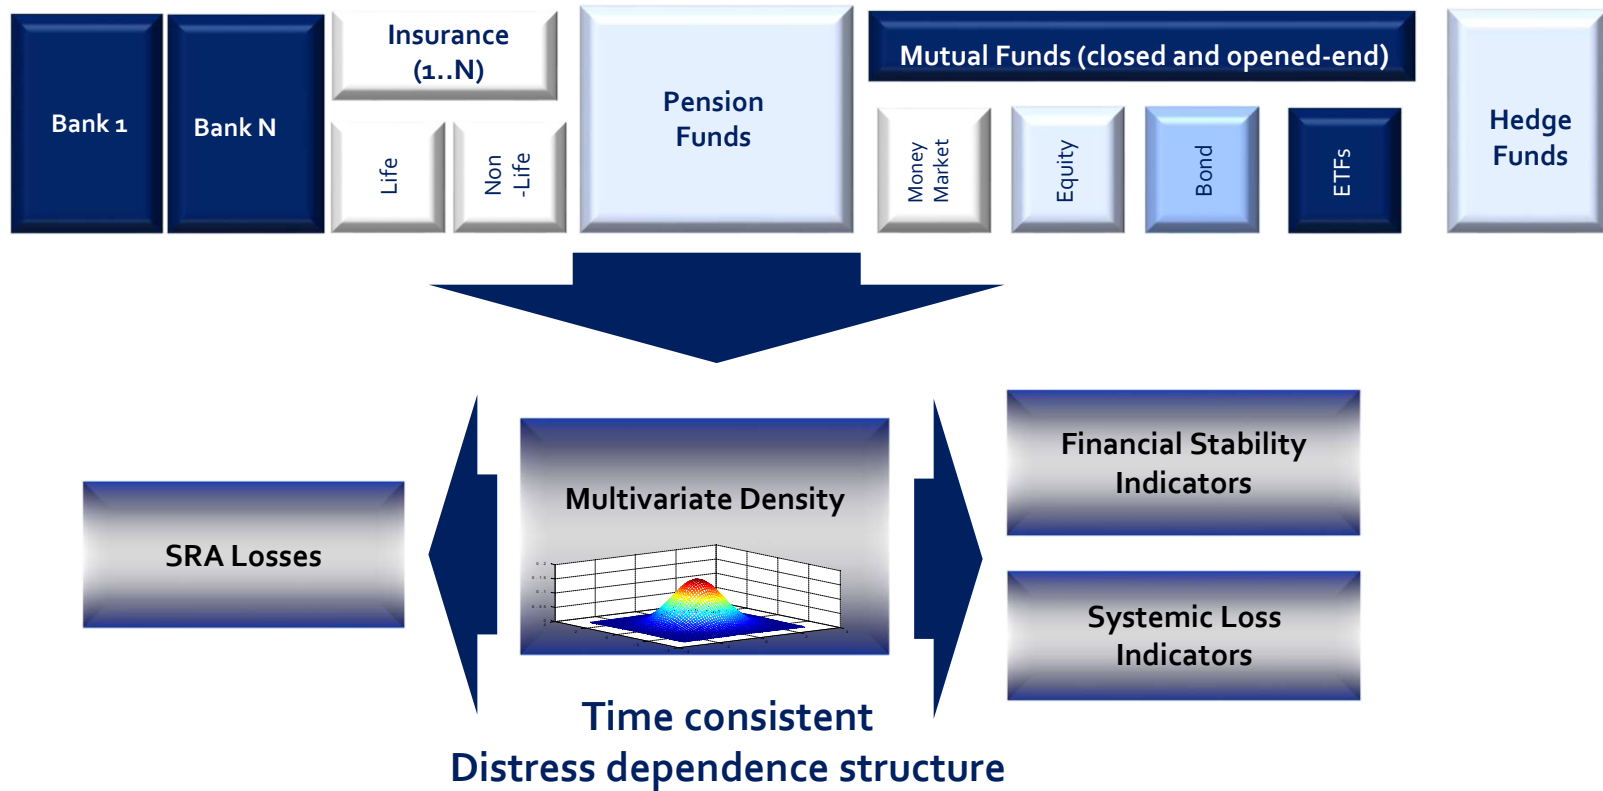 Bank 1
Bank N
Insurance
(1..N)
Life
Non
-Life
Pension
Funds
Mutual Funds (closed and opened-end)
Money
Market
Equity
Bond
ETFs
Hedge
Funds
SRA Losses
Multivariate Density
Financial Stability
Indicators
Systemic Loss
Indicators
Time consistent
Distress dependence structure